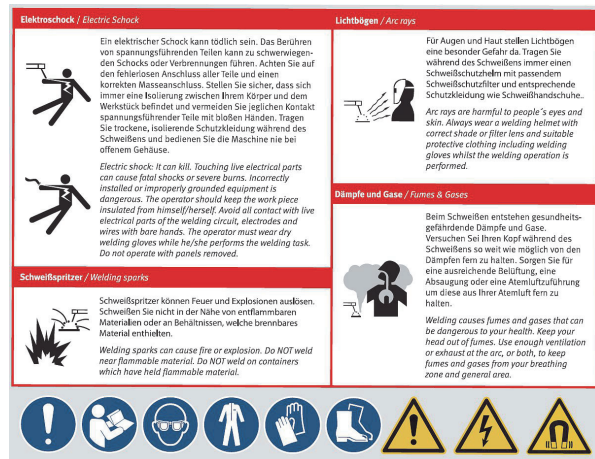 Elektroschock / Electric Schock
Ein elektrischer Schock kann tödlich sein. Das Berühren
von spannungsführenden Teilen kann zu schwerwiegen-
den Schocks oder Verbrennungen führen. Achten Sie auf
den fehlerlosen Anschluss aller Teile und einen
korrekten Masseanschluss. Stellen Sie sicher, dass sich
immer eine Isolierung zwischen Ihrem Körper und dem
Werkstück befindet und vermeiden Sie jeglichen Kontakt
spannungsführender Teile mit bloßen Händen. Tragen
Sie trockene, isolierende Schutzkleidung während des
Schweißens und bedienen Sie die Maschine nie bei
offenem Gehäuse.
Electric shock: It can kill. Touching live electrical parts
can cause fatal shocks or severe burns. Incorrectly
installed or improperly grounded equipment is
dangerous. The operator should keep the work piece
insulated from himself/herself. Avoid all contact with live
electrical parts of the welding circuit, electrodes and
wires with bare hands. The operator must wear dry
welding gloves while he/she performs the welding task.
Do not operate with panels removed.
Schweißspritzer / Welding sparks
Schweißspritzer können Feuer und Explosionen auslösen.
Schweißen Sie nicht in der Nähe von entflammbaren
Materialien oder an Behältnissen, welche brennbares
Material enthielten.
Welding sparks can cause fire or explosion. Do NOT weld
near flammable material. Do NOT weld on containers
which have held flammable material.
Lichtbögen / Arc rays
Für Augen und Haut stellen Lichtbögen
eine besonder Gefahr da. Tragen Sie
während des Schweißens immer einen
Schweißschutzhelm mit passendem
Schweißschutzfilter und entsprechende
Schutzkleidung wie Schweißhandschuhe..
Arc rays are harmful to people´s eyes and
skin. Always wear a welding helmet with
correct shade or filter lens and suitable
protective clothing including welding
gloves whilst the welding operation is
performed.
Dämpfe und Gase / Fumes & Gases
Beim Schweißen entstehen gesundheits-
gefährdende Dämpfe und Gase.
Versuchen Sei Ihren Kopf während des
Schweißens so weit wie möglich von den
Dämpfen fern zu halten. Sorgen Sie für
eine ausreichende Belüftung, eine
Absaugung oder eine Atemluftzuführung
um diese aus Ihrer Atemluft fern zu
halten.
Welding causes fumes and gases that can
be dangerous to your health. Keep your
head out of fumes. Use enough ventilation
or exhaust at the arc, or both, to keep
fumes and gases from your breathing
zone and general area.